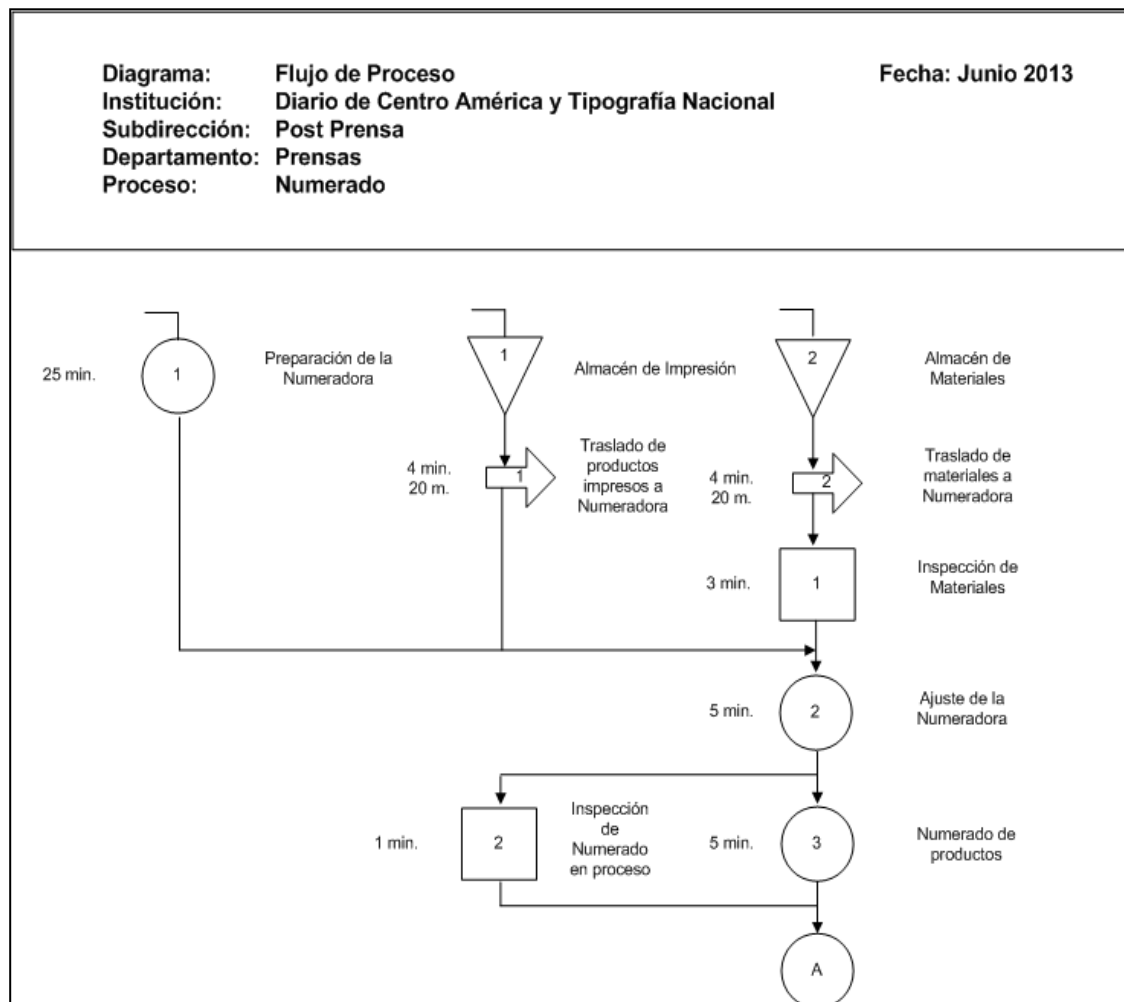 Diagrama: Flujo de Proceso Fecha: Junio 2013
Institución: Diario de Centro América y Tipografía Nacional
Subdirección: Post Prensa
Departamento: Prensas
Proceso: Numerado
25 min.
1
Preparación de la
Numeradora
1
Almacén de Impresión
2
Almacén de
Materiales
4 min.
20 m.
1
Traslado de
productos
impresos a
Numeradora
4 min.
20 m.
2
Traslado de
materiales a
Numeradora
3 min.
1
Inspección de
Materiales
5 min.
2
Ajuste de la
Numeradora
1 min.
2
Inspección
de
Numerado
en proceso
5 min.
3
Numerado de
productos
A